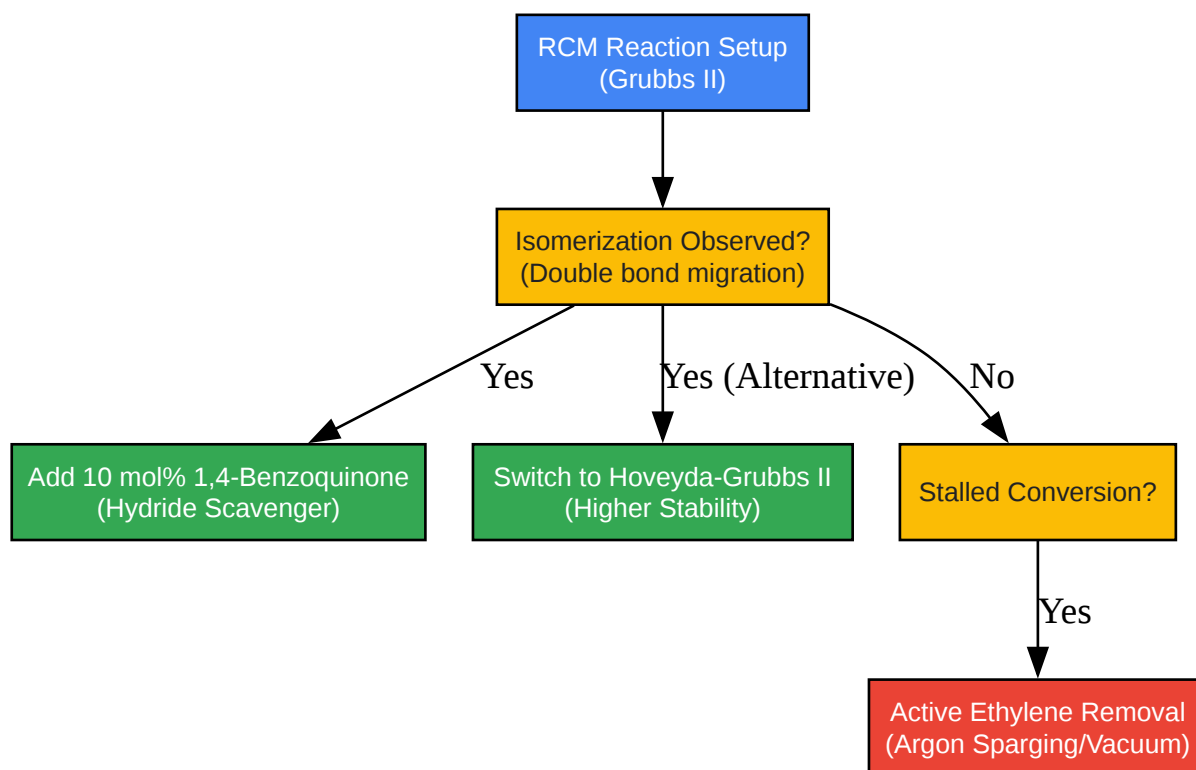 RCM Reaction Setup
(Grubbs II)
Isomerization Observed?
(Double bond migration)
Yes
Yes (Alternative)
No
Add 10 mol% 1,4-Benzoquinone
(Hydride Scavenger)
Switch to Hoveyda-Grubbs II
(Higher Stability)
Stalled Conversion?
Yes
Active Ethylene Removal
(Argon Sparging/Vacuum)